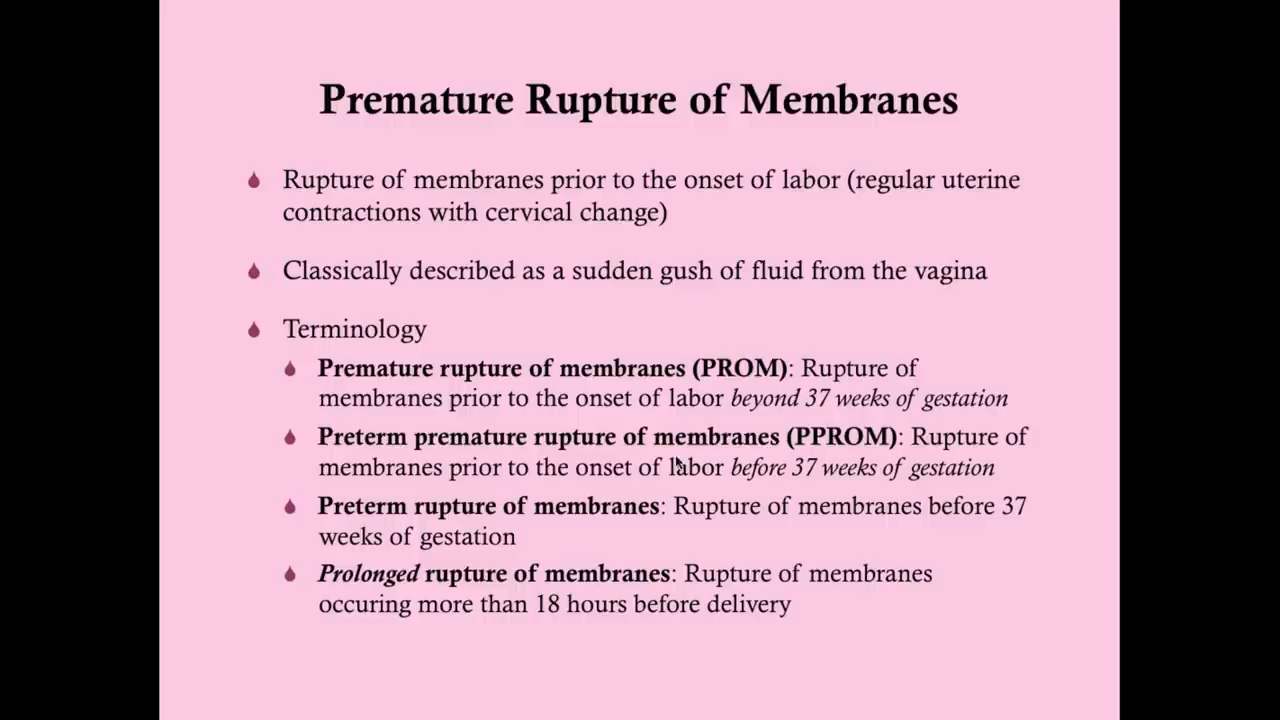 Premature Rupture of Membranes
Rupture of membranes prior to the onset of labor (regular uterine
contractions with cervical change)
Classically described as a sudden gush of fluid from the vagina
Terminology
Premature rupture of membranes (PROM): Rupture of
membranes prior to the onset of labor beyond 37 weeks of gestation
Preterm premature rupture of membranes (PPROM): Rupture of
membranes prior to the onset of labor before 37 weeks of gestation
Preterm rupture of membranes: Rupture of membranes before 37
weeks of gestation
Prolonged rupture of membranes: Rupture of membranes
occuring more than 18 hours before delivery